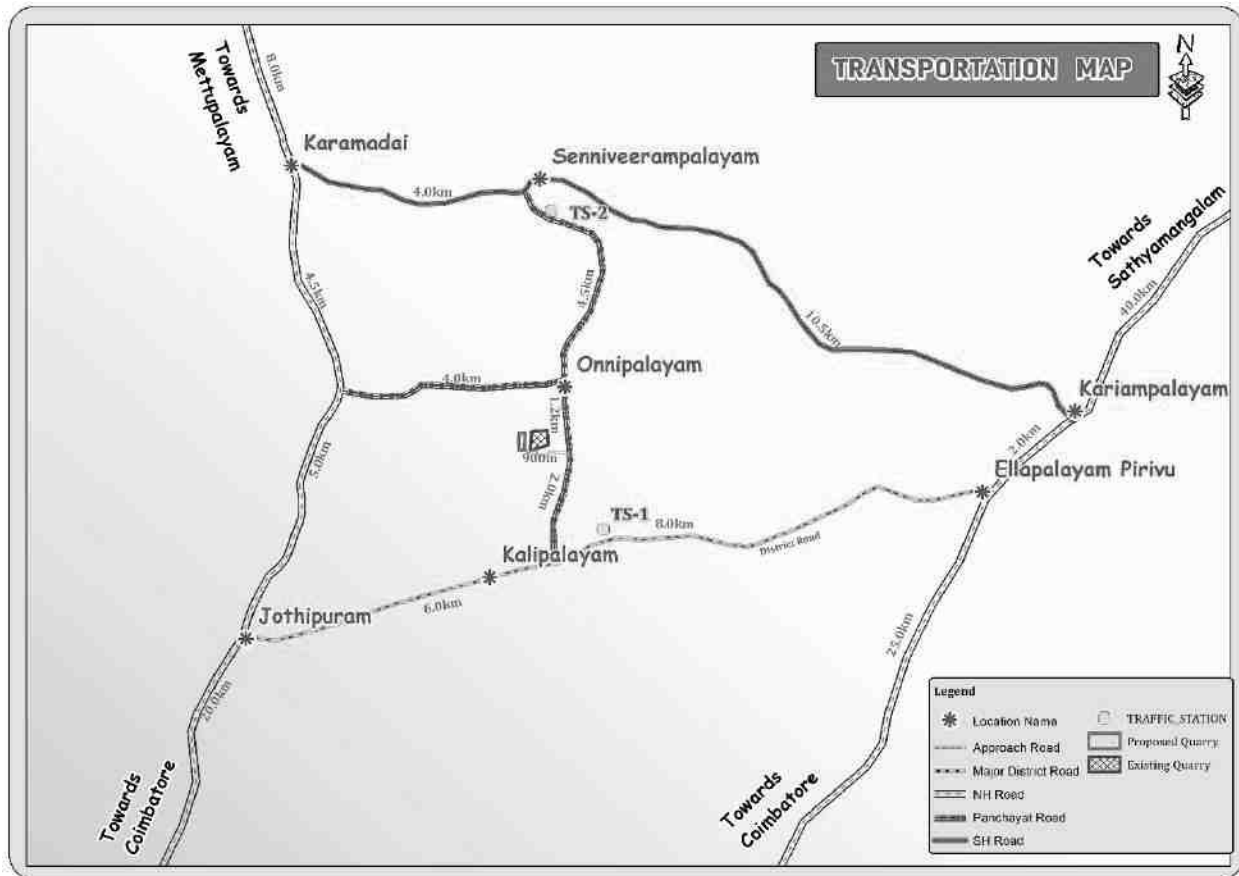 TRANSPORTATION MAP
N
8.0km
Towards
Mettupalayam
Karamadai
Senniveerampalayam
4.0km
TS-2
Towards
Sathyamangalam
4.5km
4.5km
10.5km
40.0km
Onnipalayam
4.0km
Kariampalayam
1.2km
2.0km
5.0km
900m
Ellapalayam Pirivu
2.0km
TS-1
8.0km
District Road
Kalipalayam
6.0km
Jothipuram
25.0km
20.0km
Towards
Coimbatore
Towards
Coimbatore
Legend
Location Name
TRAFFIC_STATION
Approach Road
Proposed Quarry
Major District Road
Existing Quarry
NH Road
Panchayat Road
SH Road